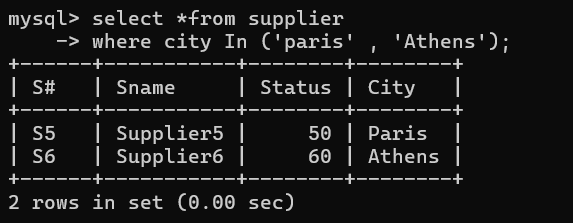 mysql> select *from supplier
    -> where city In ('paris' , 'Athens');
+------+-----------+--------+--------+
| S#   | Sname     | Status | City   |
+------+-----------+--------+--------+
| S5   | Supplier5 |     50 | Paris  |
| S6   | Supplier6 |     60 | Athens |
+------+-----------+--------+--------+
2 rows in set (0.00 sec)